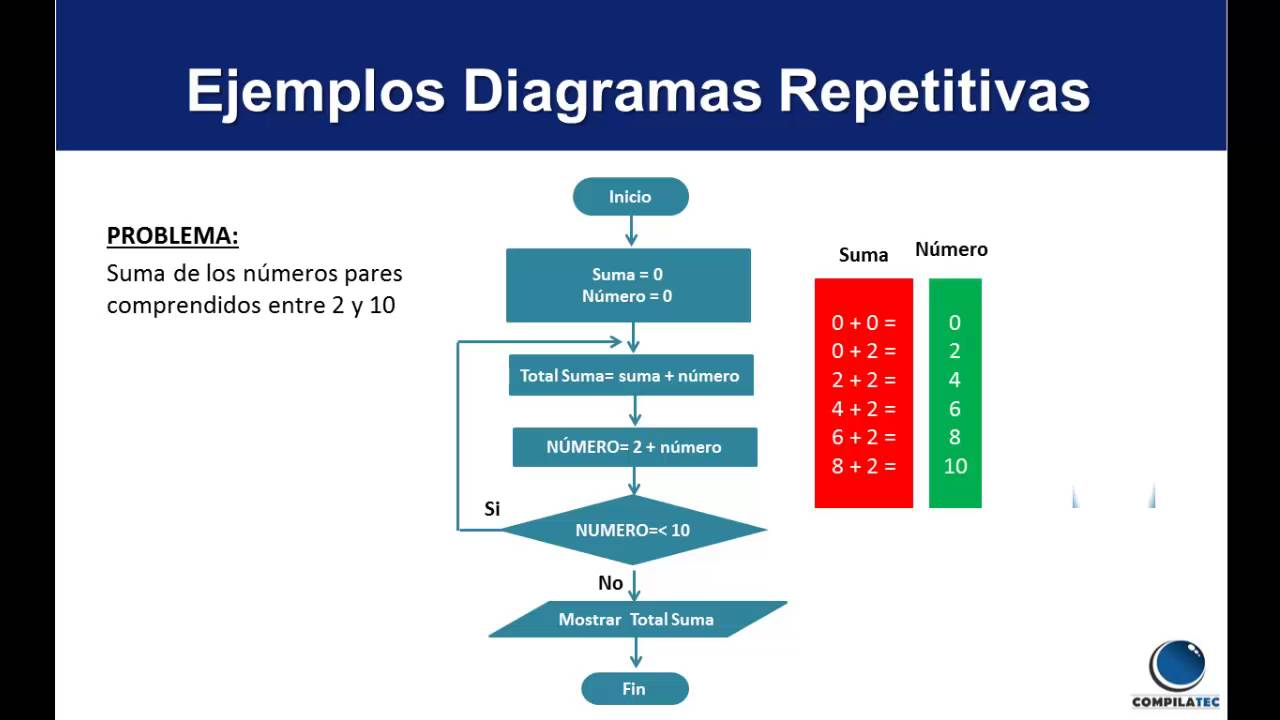 Ejemplos Diagramas Repetitivas
PROBLEMA:
Suma de los números pares
comprendidos entre 2 y 10
Inicio
Suma = 0
Número = 0
Total Suma= suma + número
NÚMERO= 2 + número
Si
NUMERO=< 10
No
Mostrar Total Suma
Fin
Suma Número
0 + 0 = 0
0 + 2 = 2
2 + 2 = 4
4 + 2 = 6
6 + 2 = 8
8 + 2 = 10
COMPILATEC